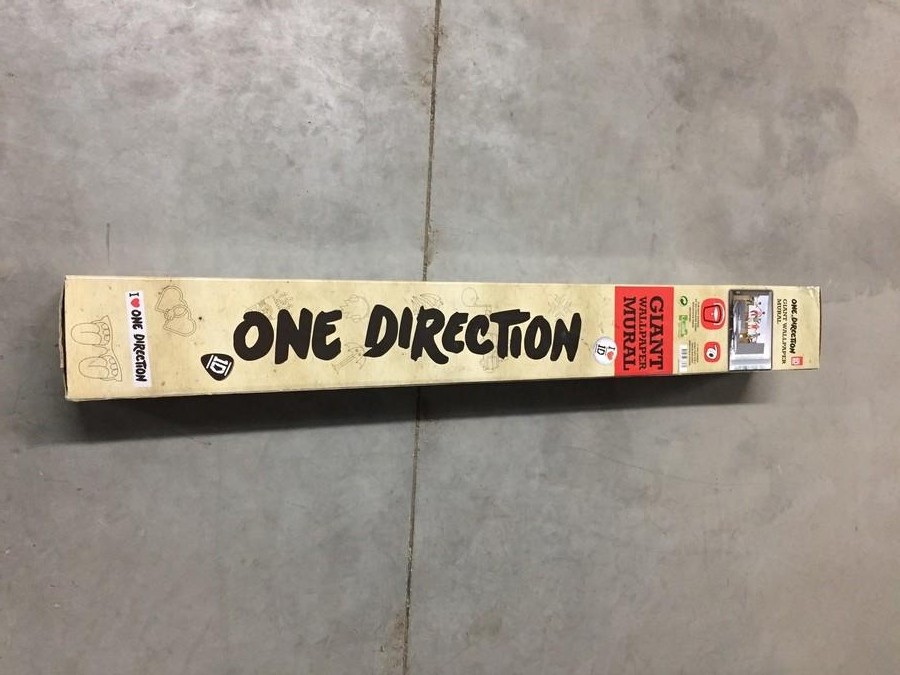 I ♥ ONE DIRECTION
1D
ONE DIRECTION
I ♥
1D
GIANT
WALLPAPER
MURAL
ONE DIRECTION
GIANT WALLPAPER
MURAL